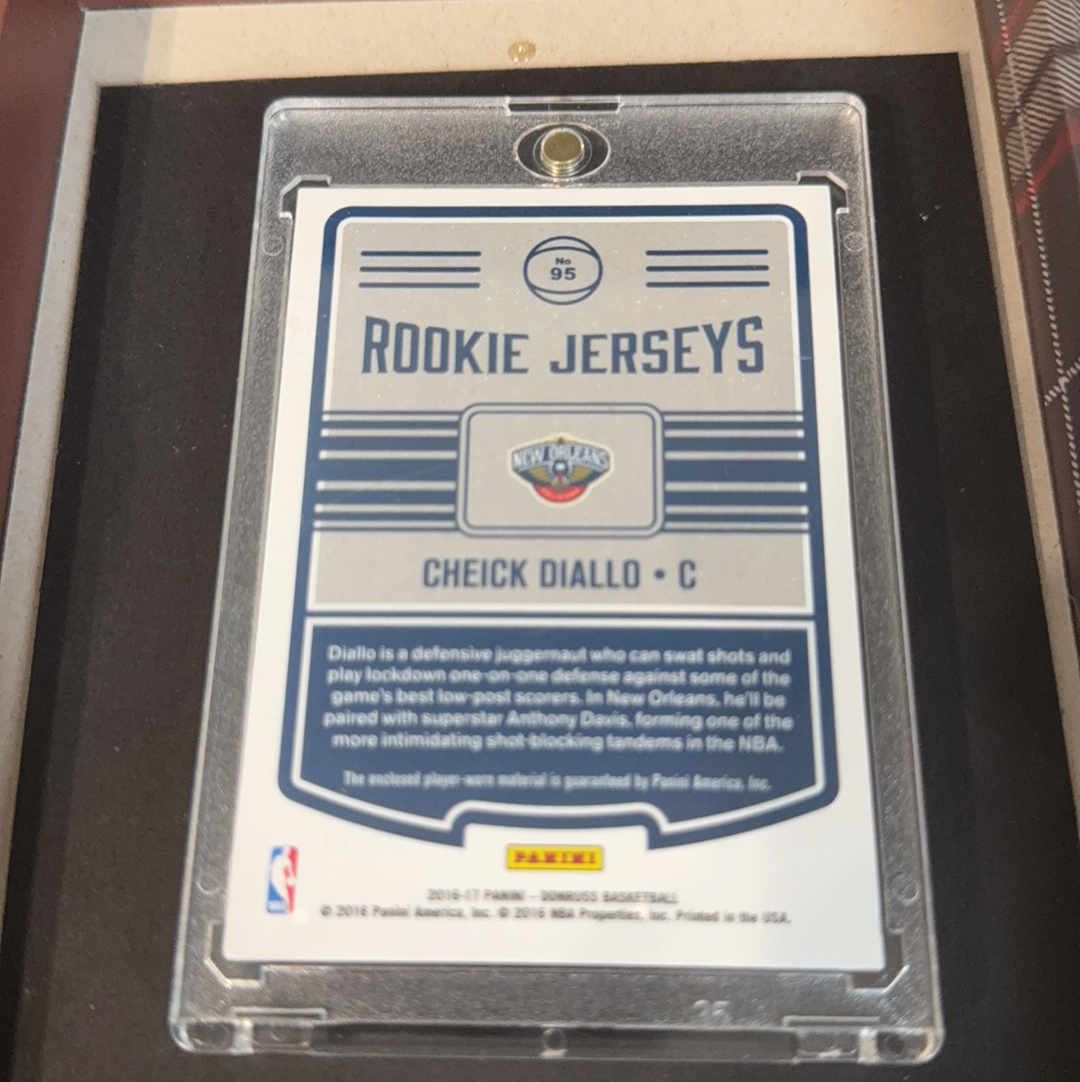 No
95
ROOKIE JERSEYS
NEW ORLEANS
CHEICK DIALLO • C
Diallo is a defensive juggernaut who can swat shots and
play lockdown one-on-one defense against some of the
game's best low-post scorers. In New Orleans, he'll be
paired with superstar Anthony Davis, forming one of the
more intimidating shot-blocking tandems in the NBA.
The enclosed player-worn material is guaranteed by Panini America, Inc.
PANINI
2016-17 PANINI – DONRUSS BASKETBALL
© 2016 Panini America, Inc. © 2016 NBA Properties, Inc. Printed in the USA.